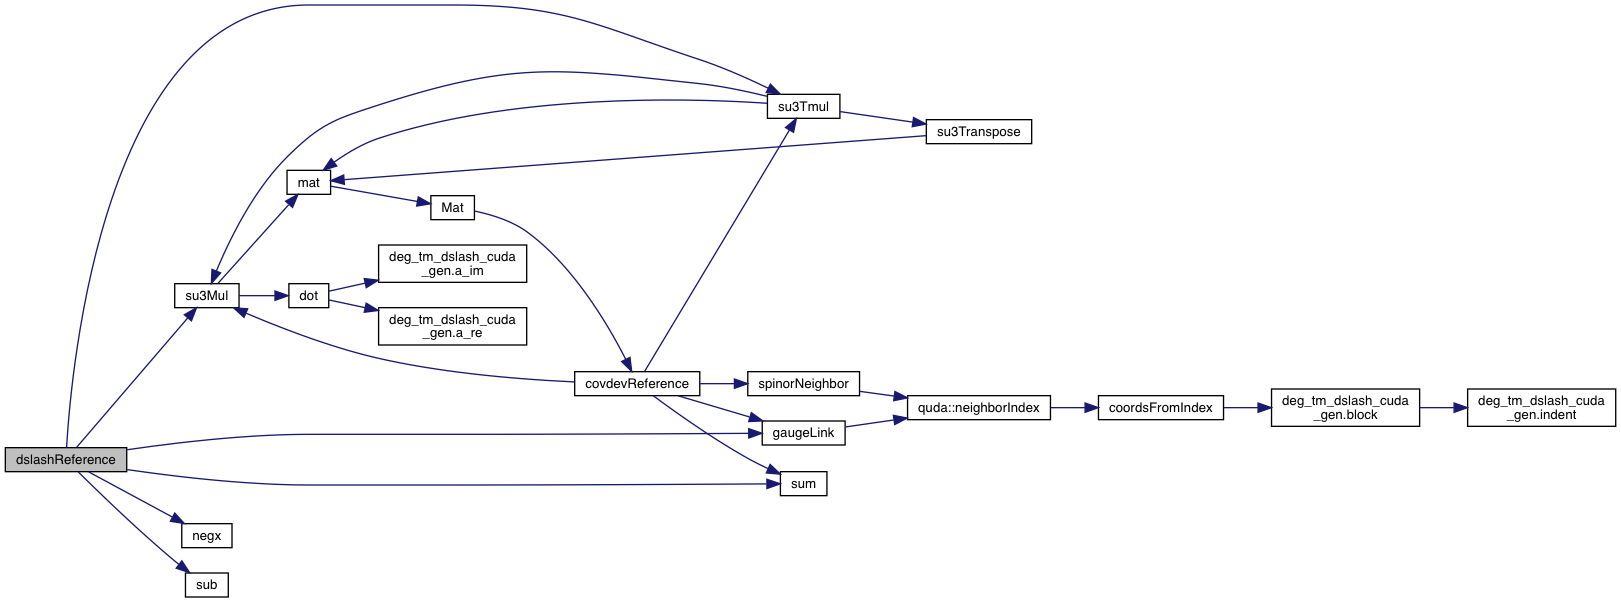 su3Tmul
su3Transpose
mat
Mat
deg_tm_dslash_cuda
_gen.a_im
su3Mul
dot
deg_tm_dslash_cuda
_gen.a_re
covdevReference
spinorNeighbor
quda::neighborIndex
coordsFromIndex
deg_tm_dslash_cuda
_gen.block
deg_tm_dslash_cuda
_gen.indent
gaugeLink
dslashReference
sum
negx
sub